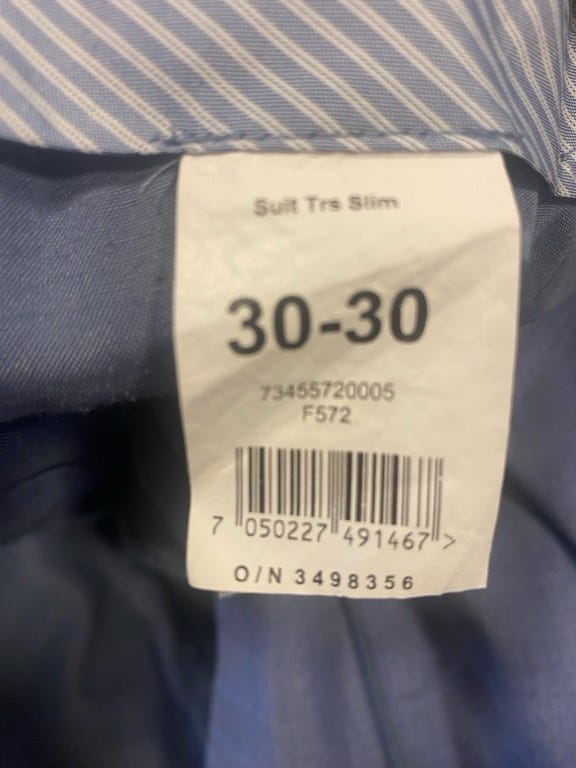 Suit Trs Slim
30-30
73455720005
F572
7 050227 491467 >
O/N 3498356